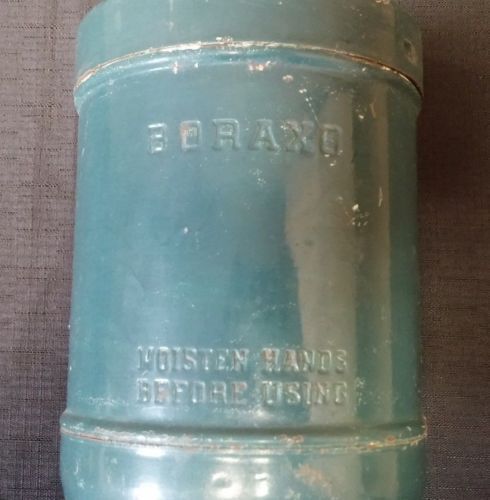 BORAXO
MOISTEN HANDS
BEFORE USING